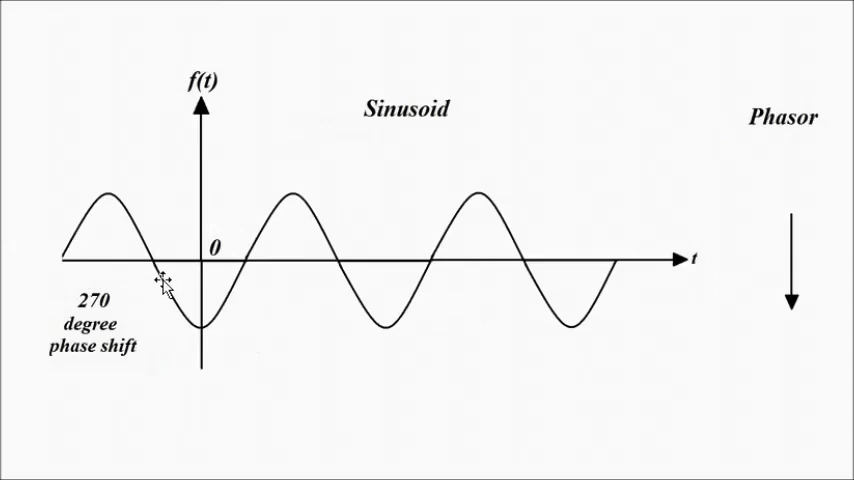 f(t)
Sinusoid
Phasor
0
t
270
degree
phase shift